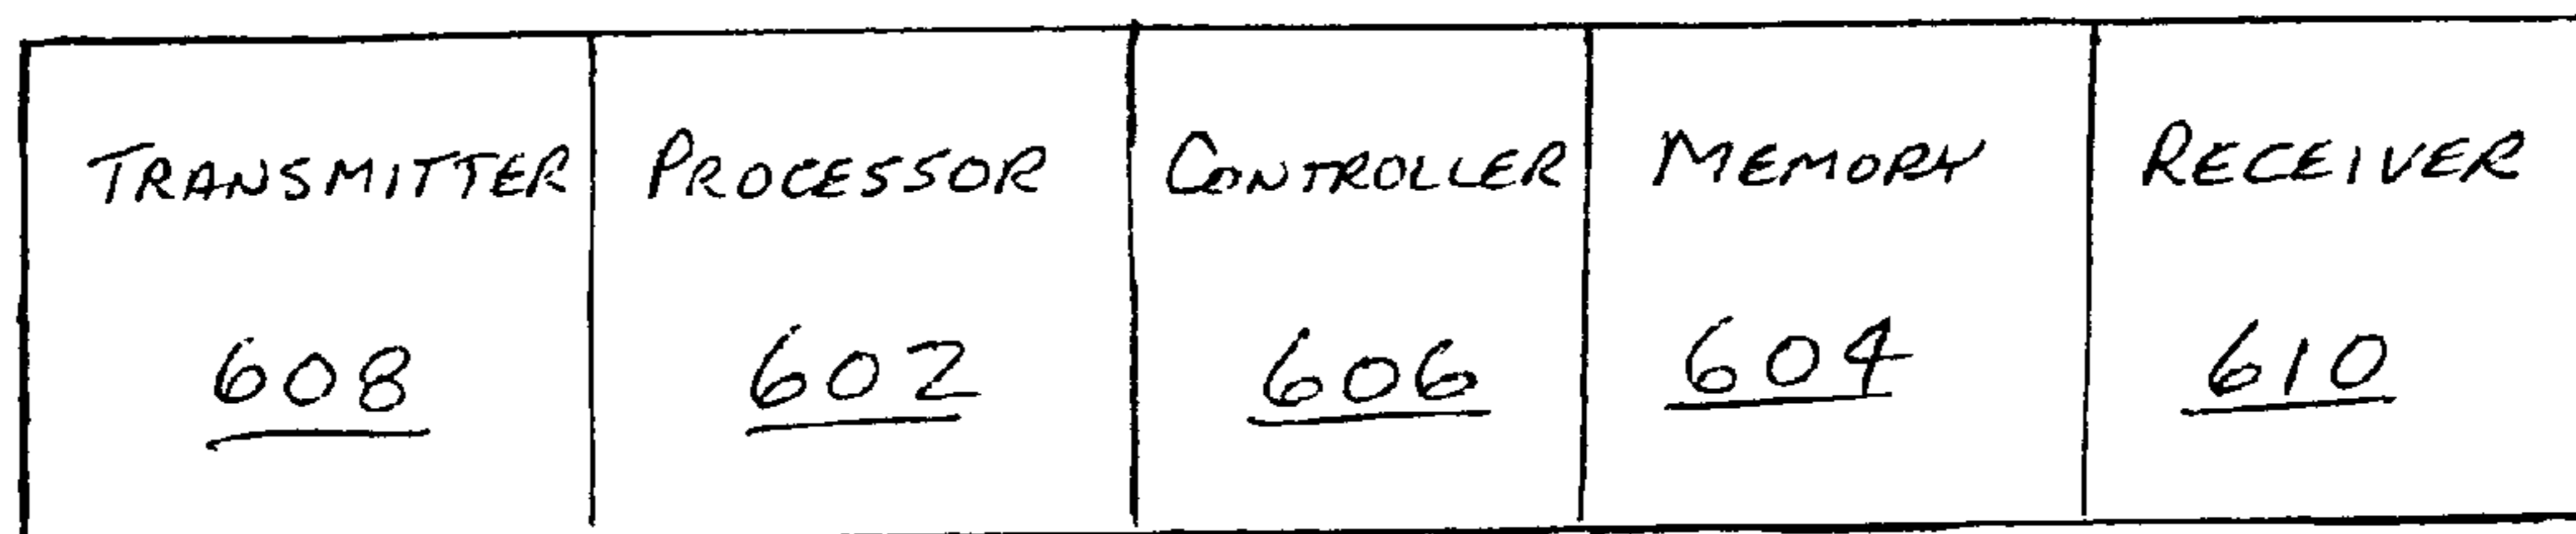 TRANSMITTER PROCESSOR CONTROLLER MEMORY RECEIVER
608 602 606 604 610